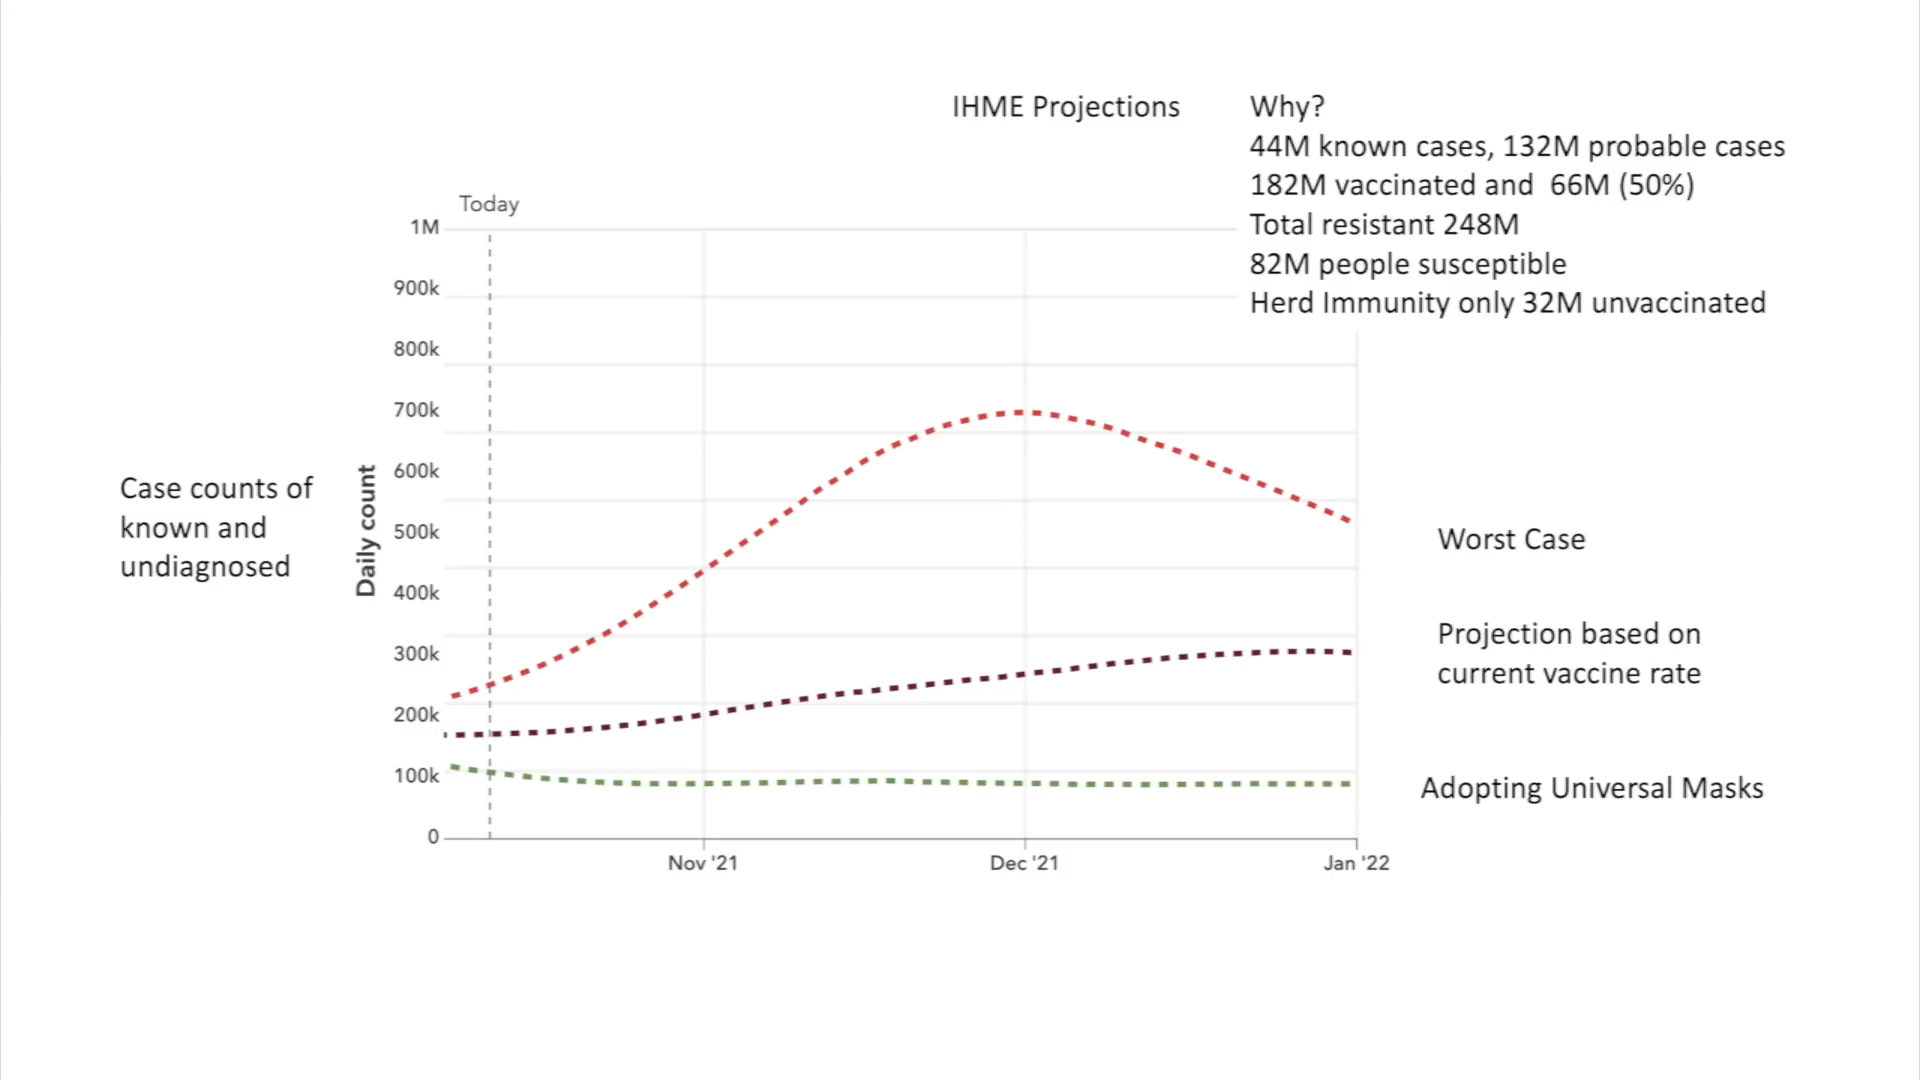 IHME Projections
Why?
44M known cases, 132M probable cases
182M vaccinated and  66M (50%)
Total resistant 248M
82M people susceptible
Herd Immunity only 32M unvaccinated
Today
1M
900k
800k
700k
600k
500k
400k
300k
200k
100k
0
Daily count
Case counts of
known and
undiagnosed
Worst Case
Projection based on
current vaccine rate
Adopting Universal Masks
Nov '21
Dec '21
Jan '22